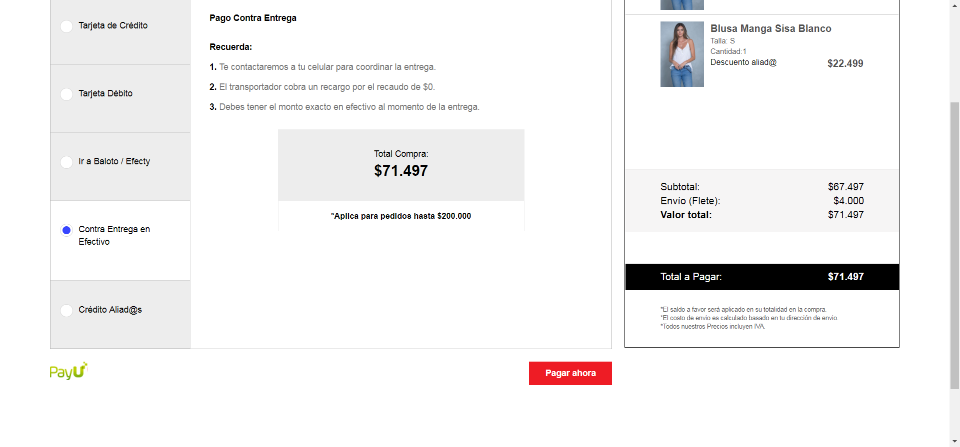 Tarjeta de Crédito
Tarjeta Débito
Ir a Baloto / Efecty
Contra Entrega en
Efectivo
Crédito Aliad@s
Pago Contra Entrega
Recuerda:
1. Te contactaremos a tu celular para coordinar la entrega.
2. El transportador cobra un recargo por el recaudo de $0.
3. Debes tener el monto exacto en efectivo al momento de la entrega.
Total Compra:
$71.497
*Aplica para pedidos hasta $200.000
PayU
Pagar ahora
Blusa Manga Sisa Blanco
Talla: S
Cantidad:1
Descuento aliad@ $22.499
Subtotal: $67.497
Envío (Flete): $4.000
Valor total: $71.497
Total a Pagar: $71.497
*El saldo a favor será aplicado en su totalidad en la compra.
*El costo de envío es calculado basado en tu dirección de envío
*Todos nuestros Precios incluyen IVA.